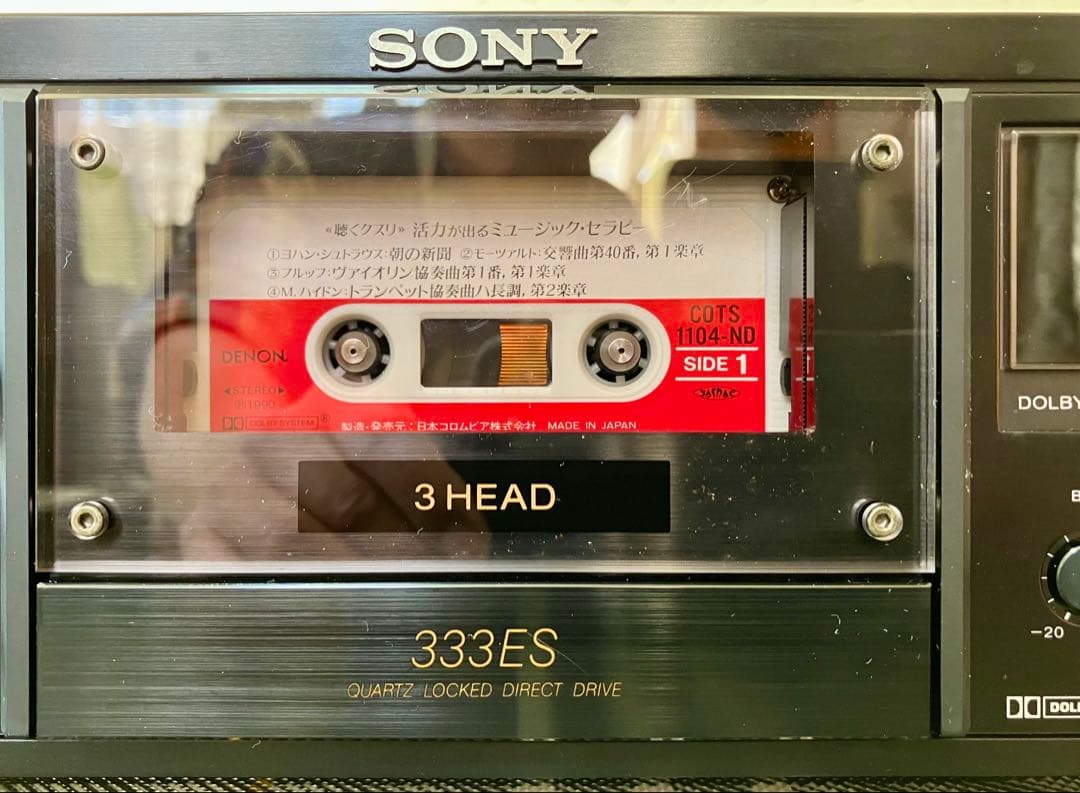 SONY
≪聴くクスリ≫ 活力が出るミュージック・セラピー
①ヨハン・シュトラウス:朝の新聞 ②モーツァルト:交響曲第40番, 第1楽章
③ブルッフ:ヴァイオリン協奏曲第1番, 第1楽章
④M.ハイドン:トランペット協奏曲ハ長調, 第2楽章
COTS
1104-ND
DENON
SIDE 1
◀STEREO▶
Ⓟ1990
DOLBY SYSTEM®
製造・発売元:日本コロムビア株式会社 MADE IN JAPAN
3 HEAD
333ES
QUARTZ LOCKED DIRECT DRIVE
DOLBY
-20